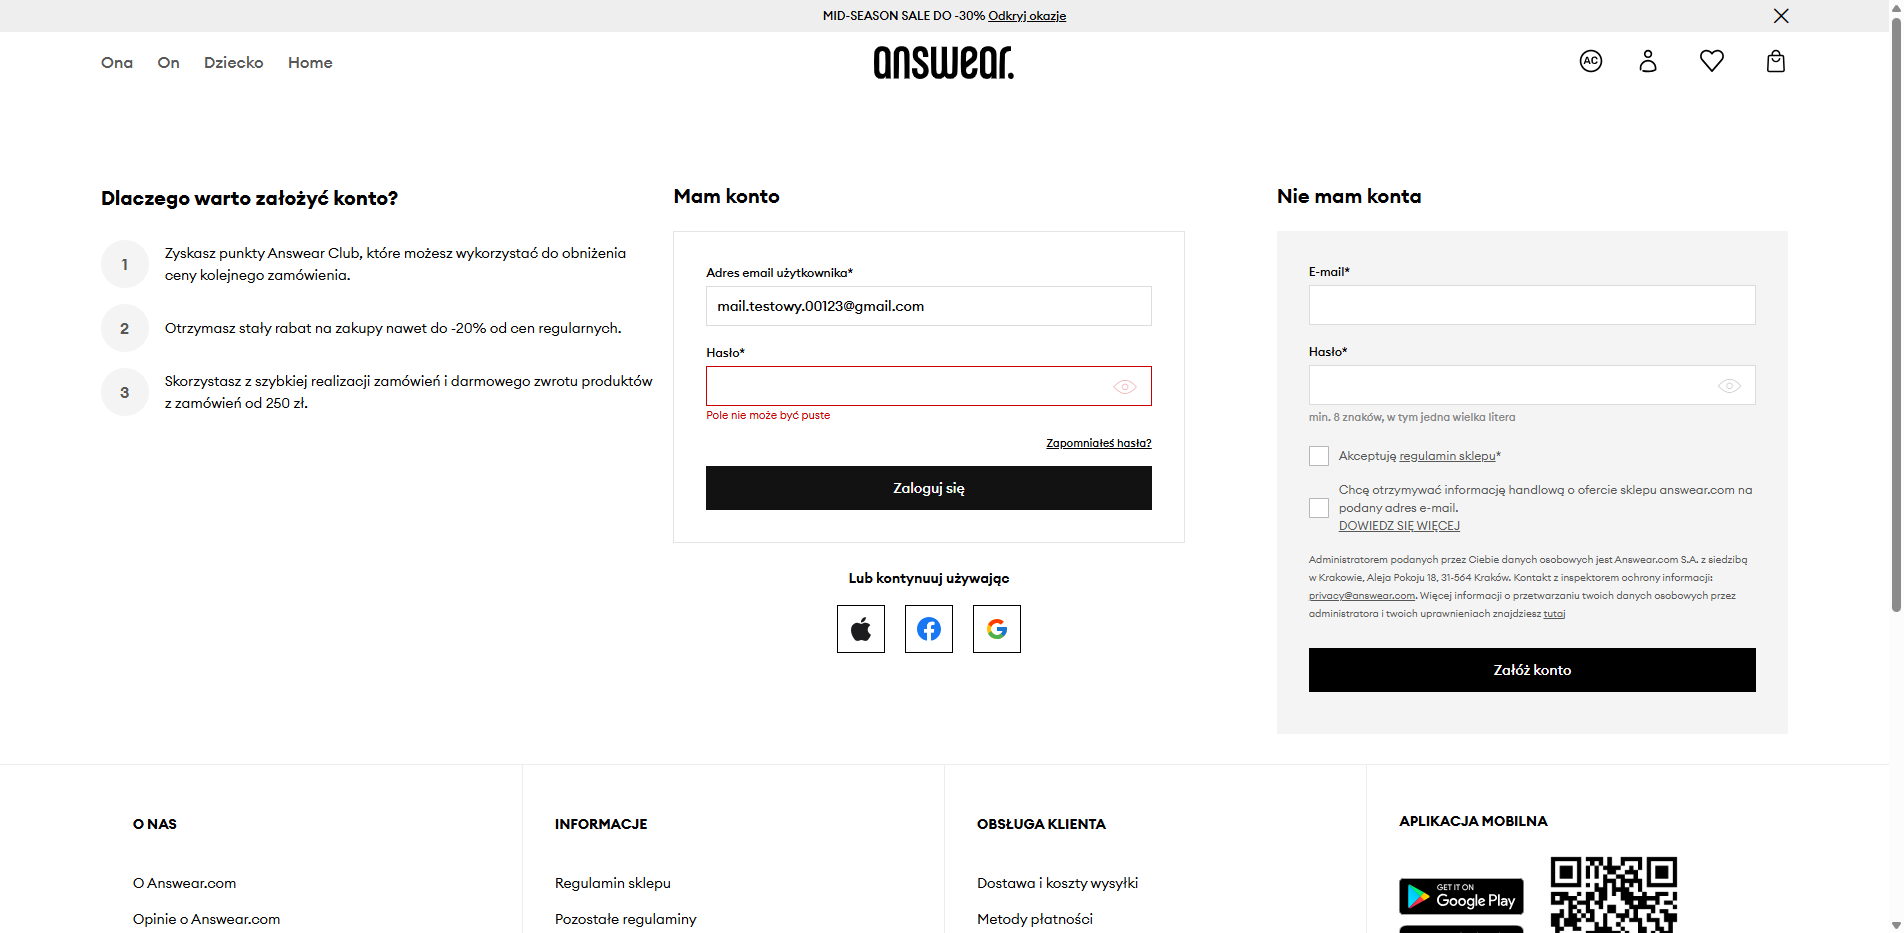 MID-SEASON SALE DO -30% Odkryj okazje
Ona On Dziecko Home
answear.
AC
Dlaczego warto założyć konto?
1
Zyskasz punkty Answear Club, które możesz wykorzystać do obniżenia
ceny kolejnego zamówienia.
2
Otrzymasz stały rabat na zakupy nawet do -20% od cen regularnych.
3
Skorzystasz z szybkiej realizacji zamówień i darmowego zwrotu produktów
z zamówień od 250 zł.
Mam konto
Adres email użytkownika*
mail.testowy.00123@gmail.com
Hasło*
Pole nie może być puste
Zapomniałeś hasła?
Zaloguj się
Lub kontynuuj używając
Nie mam konta
E-mail*
Hasło*
min. 8 znaków, w tym jedna wielka litera
Akceptuję regulamin sklepu*
Chcę otrzymywać informację handlową o ofercie sklepu answear.com na
podany adres e-mail.
DOWIEDZ SIĘ WIĘCEJ
Administratorem podanych przez Ciebie danych osobowych jest Answear.com S.A. z siedzibą
w Krakowie, Aleja Pokoju 18, 31-564 Kraków. Kontakt z inspektorem ochrony informacji:
privacy@answear.com. Więcej informacji o przetwarzaniu twoich danych osobowych przez
administratora i twoich uprawnieniach znajdziesz tutaj
Załóż konto
O NAS
O Answear.com
Opinie o Answear.com
INFORMACJE
Regulamin sklepu
Pozostałe regulaminy
OBSŁUGA KLIENTA
Dostawa i koszty wysyłki
Metody płatności
APLIKACJA MOBILNA
GET IT ON
Google Play